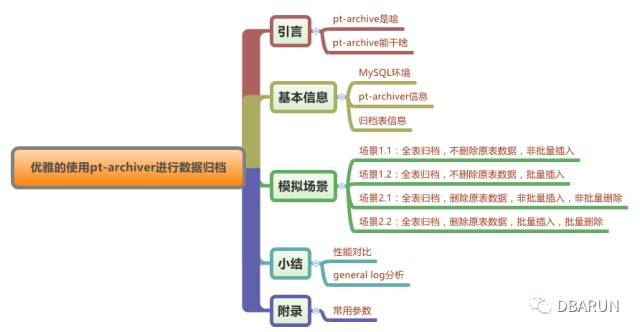 优雅的使用pt-archiver进行数据归档
引言
pt-archive是啥
pt-archive能干啥
基本信息
MySQL环境
pt-archiver信息
归档表信息
模拟场景
场景1.1：全表归档，不删除原表数据，非批量插入
场景1.2：全表归档，不删除原表数据，批量插入
场景2.1：全表归档，删除原表数据，非批量插入，非批量删除
场景2.2：全表归档，删除原表数据，批量插入，批量删除
小结
性能对比
general log分析
附录
常用参数
DBARUN